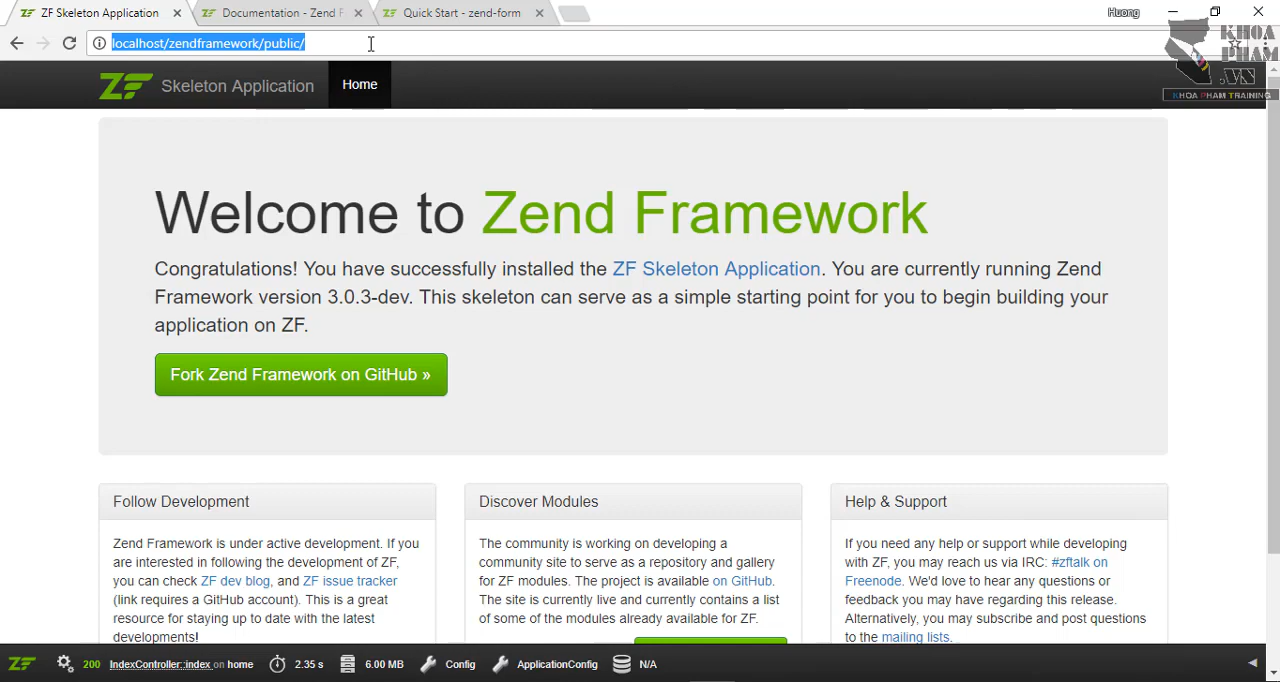 ZF Skeleton Application
Documentation - Zend F
Quick Start - zend-form
Huong
localhost/zendframework/public/
KHOA
PHAM
.VN
KHOA PHAM TRAINING
ZF Skeleton Application Home
Welcome to Zend Framework
Congratulations! You have successfully installed the ZF Skeleton Application. You are currently running Zend
Framework version 3.0.3-dev. This skeleton can serve as a simple starting point for you to begin building your
application on ZF.
Fork Zend Framework on GitHub »
Follow Development
Zend Framework is under active development. If you
are interested in following the development of ZF,
you can check ZF dev blog, and ZF issue tracker
(link requires a GitHub account). This is a great
resource for staying up to date with the latest
developments!
Discover Modules
The community is working on developing a
community site to serve as a repository and gallery
for ZF modules. The project is available on GitHub.
The site is currently live and currently contains a list
of some of the modules already available for ZF.
Help & Support
If you need any help or support while developing
with ZF, you may reach us via IRC: #zftalk on
Freenode. We'd love to hear any questions or
feedback you may have regarding this release.
Alternatively, you may subscribe and post questions
to the mailing lists.
ZF 200 IndexController::index on home 2.35 s 6.00 MB Config ApplicationConfig N/A